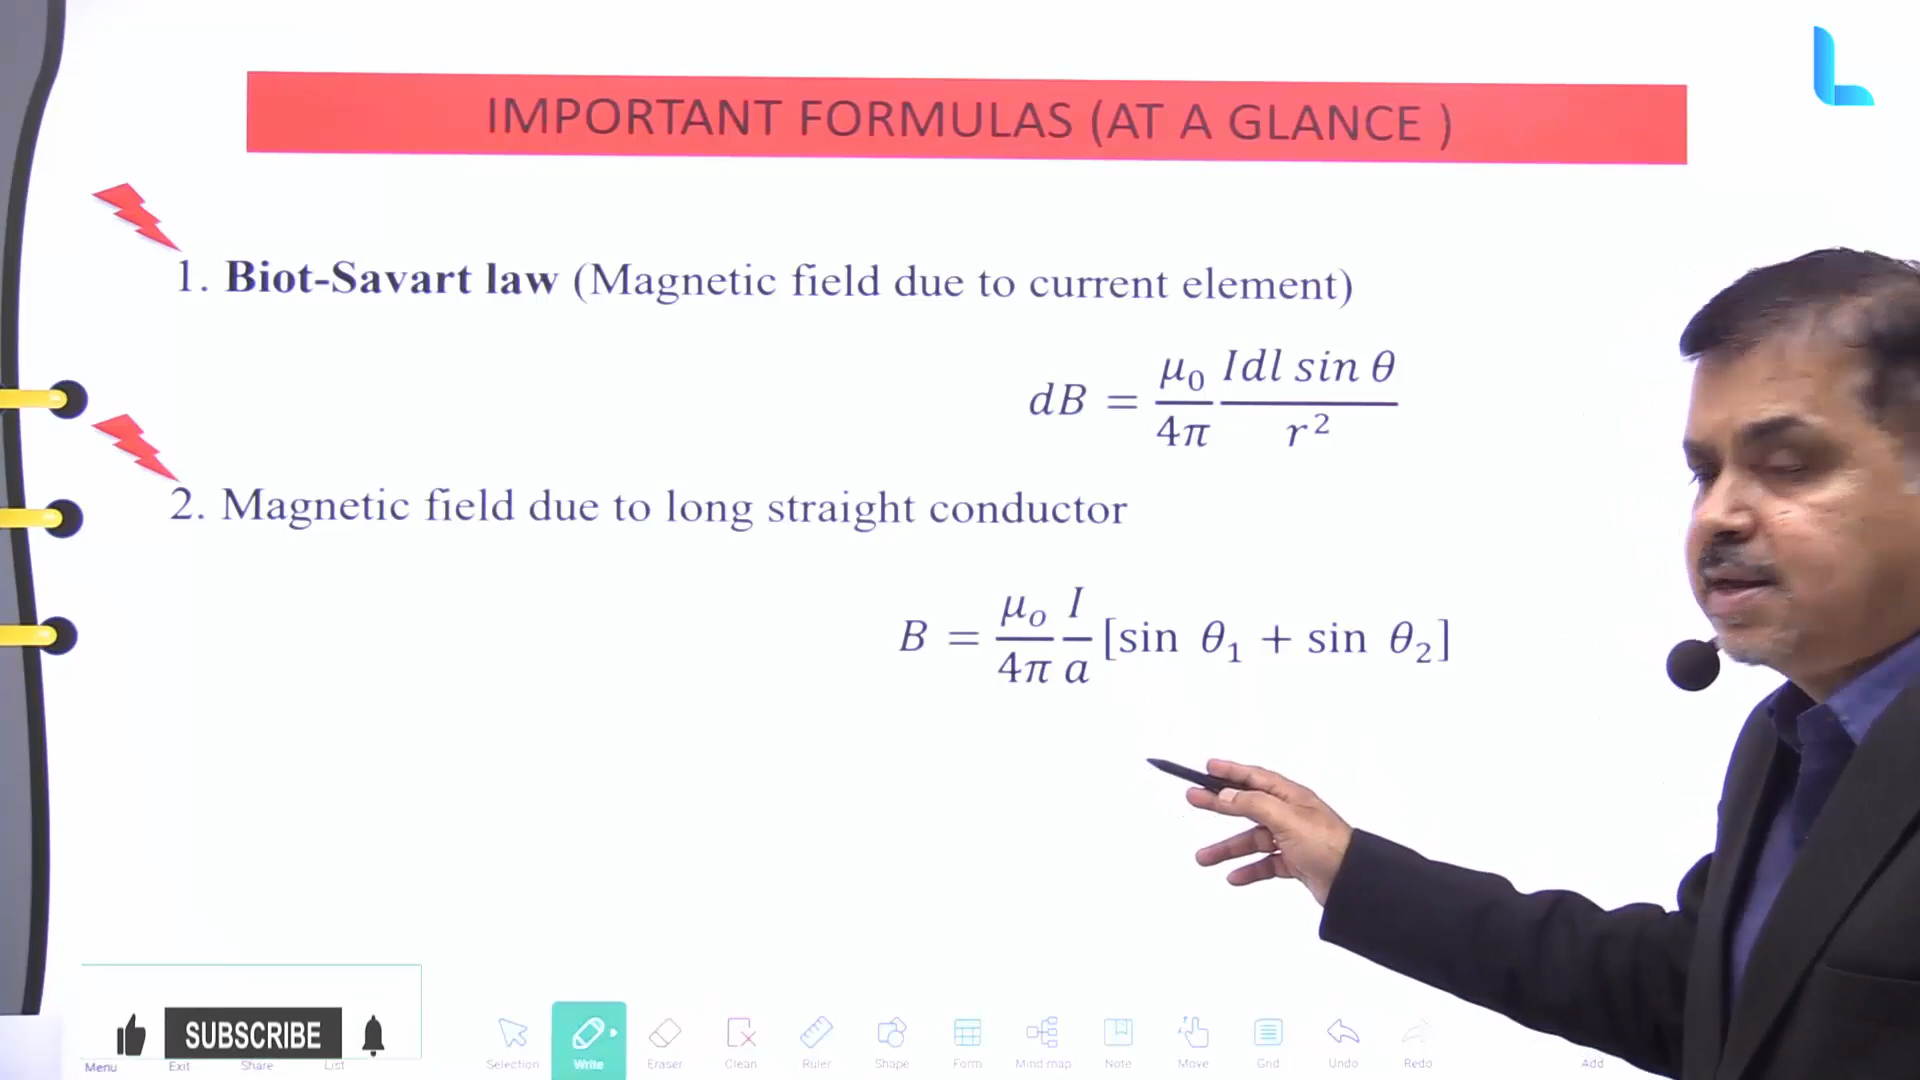 IMPORTANT FORMULAS (AT A GLANCE )
1. Biot-Savart law (Magnetic field due to current element)
dB = μ₀/4π Idl sin θ/r²
2. Magnetic field due to long straight conductor
B = μₒ/4π I/a [sin θ₁ + sin θ₂]
SUBSCRIBE
Menu Exit Share List Selection Write Eraser Clean Ruler Shape Form Mind map Note Move Grid Undo Redo Add